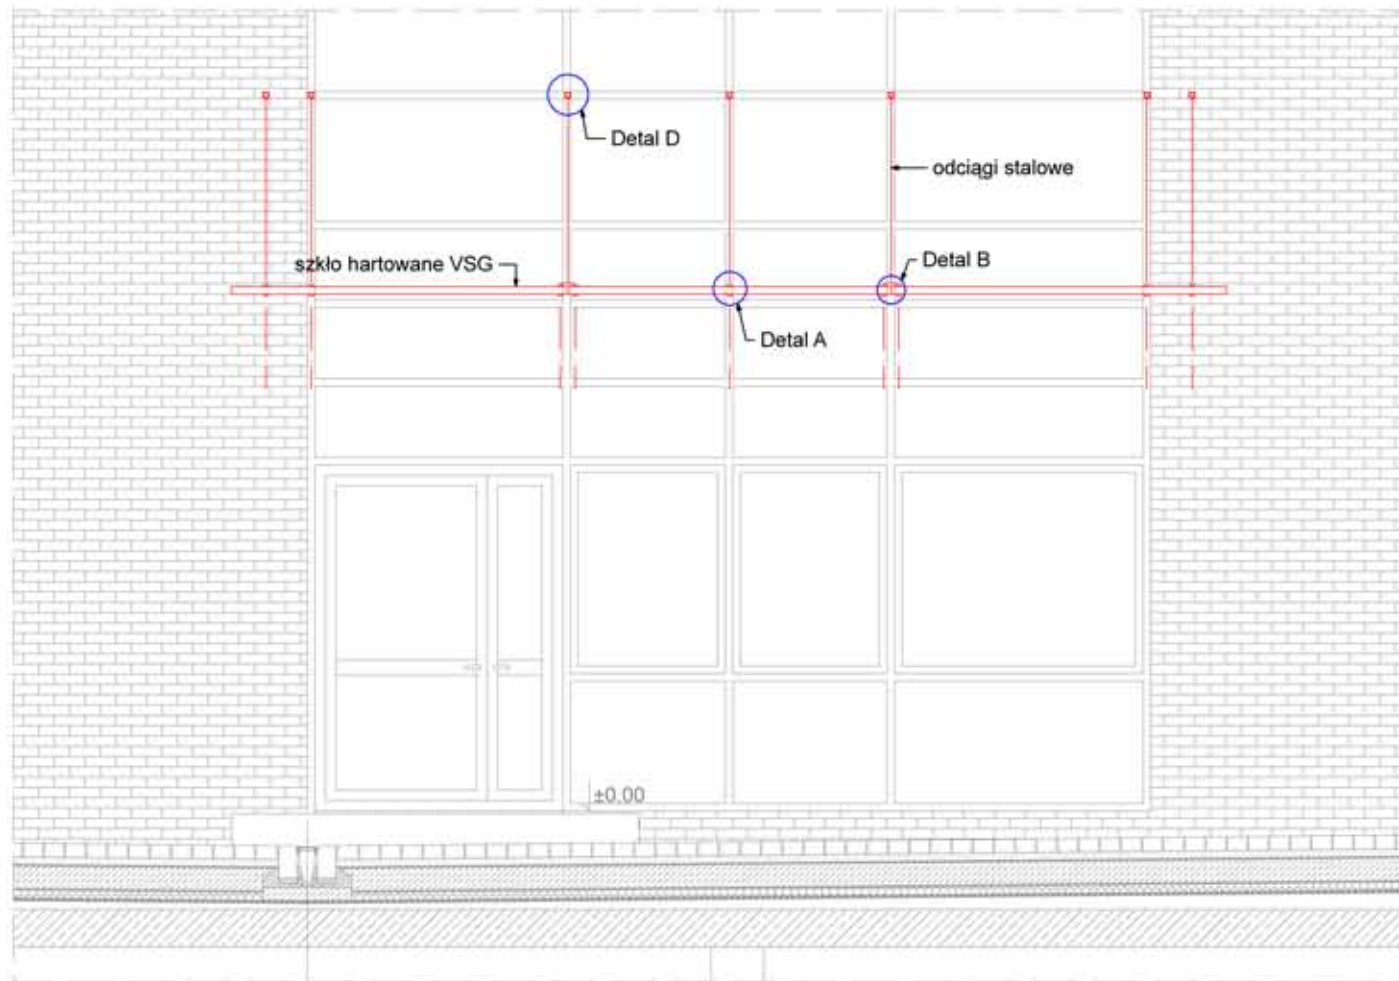 Detal D
odciągi stalowe
szkło hartowane VSG
Detal B
Detal A
±0.00